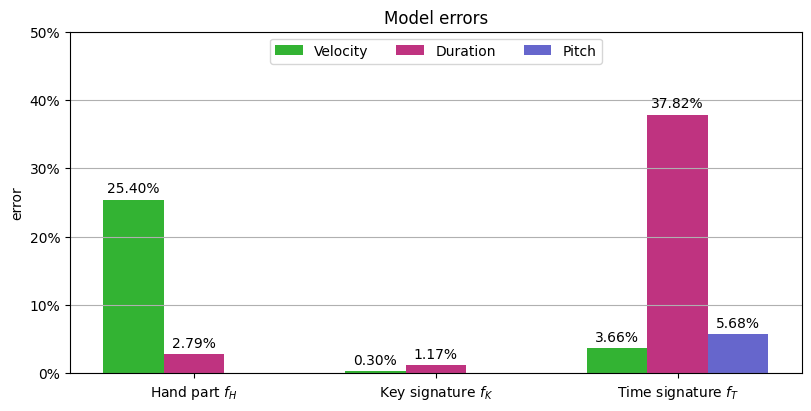 Model errors
50%
40%
30%
20%
10%
0%
error
Velocity Duration Pitch
25.40%
2.79%
0.30%
1.17%
3.66%
37.82%
5.68%
Hand part f_H
Key signature f_K
Time signature f_T